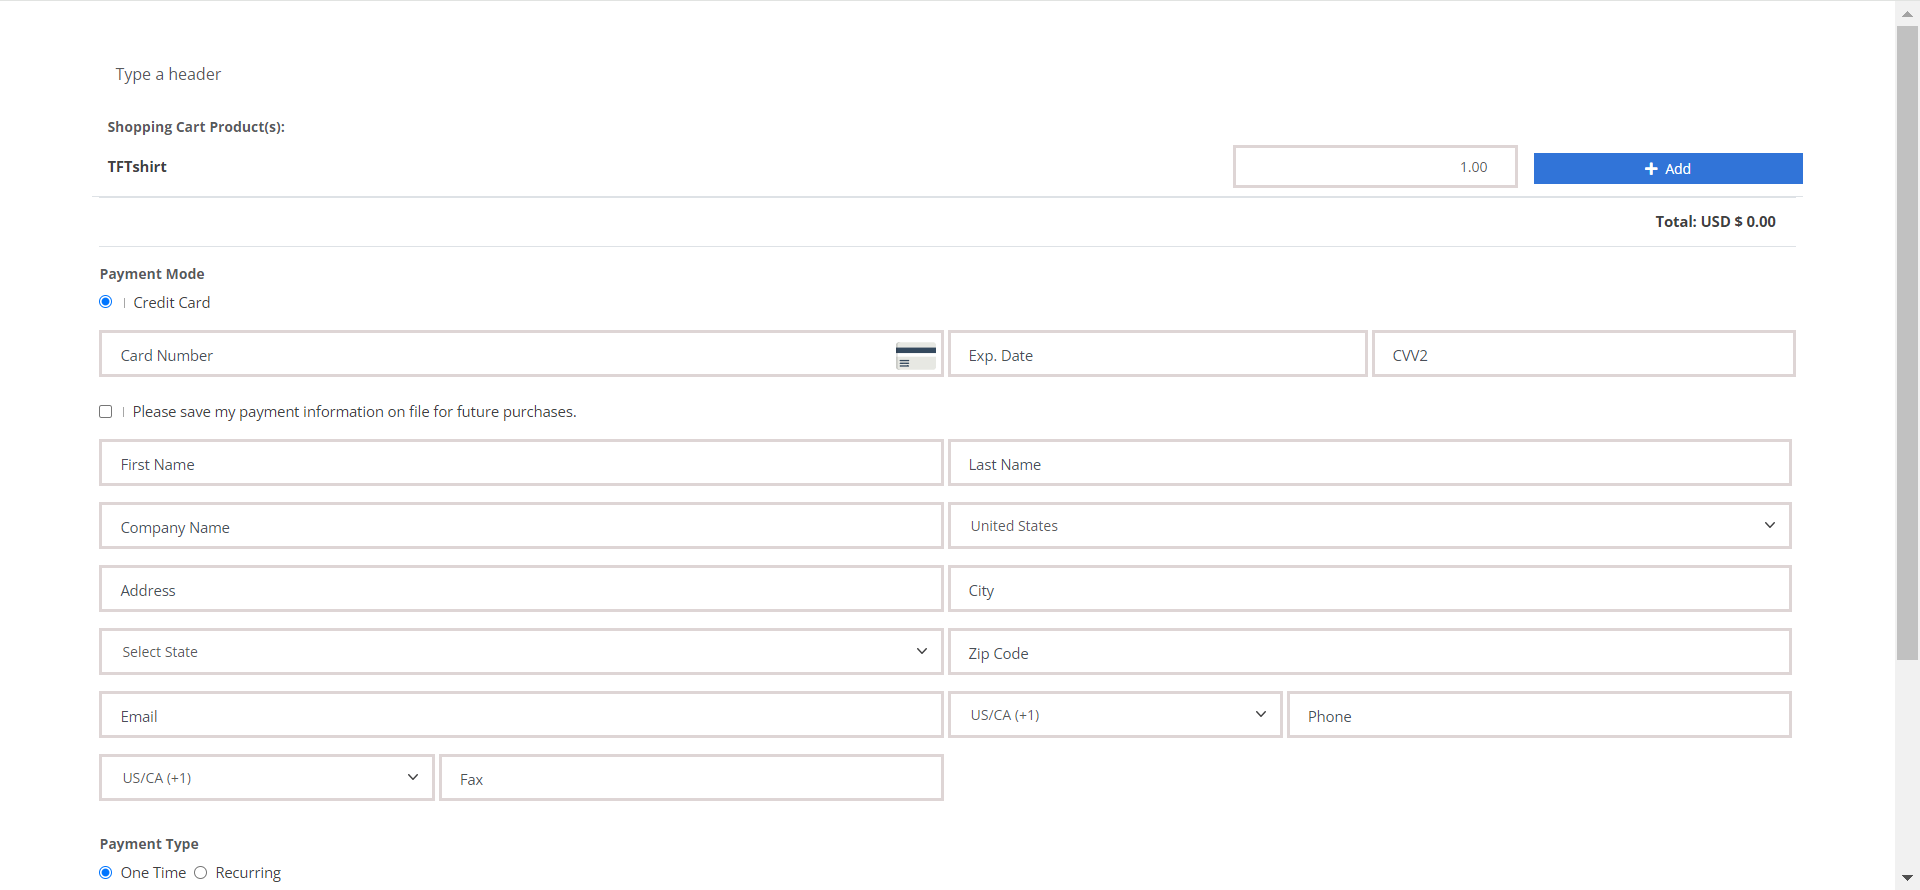 Type a header
Shopping Cart Product(s):
TFTshirt 1.00 Add
Total: USD $ 0.00
Payment Mode
Credit Card
Card Number Exp. Date CVV2
Please save my payment information on file for future purchases.
First Name Last Name
Company Name United States
Address City
Select State Zip Code
Email US/CA (+1) Phone
US/CA (+1) Fax
Payment Type
One Time Recurring